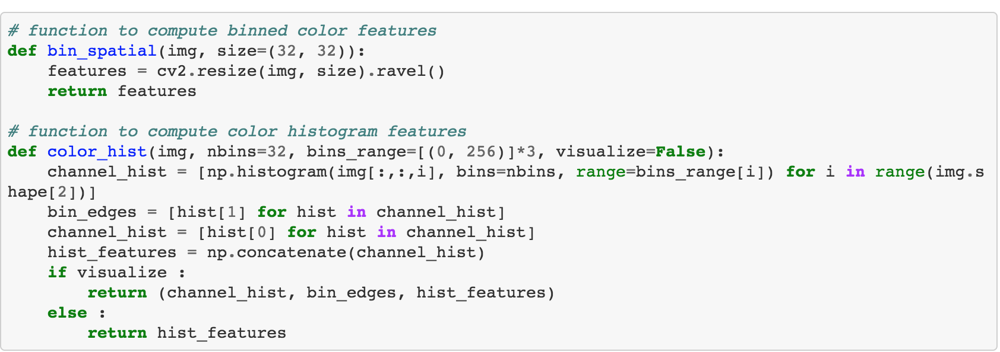 # function to compute binned color features
def bin_spatial(img, size=(32, 32)):
    features = cv2.resize(img, size).ravel()
    return features

# function to compute color histogram features
def color_hist(img, nbins=32, bins_range=[(0, 256)]*3, visualize=False):
    channel_hist = [np.histogram(img[:,:,i], bins=nbins, range=bins_range[i]) for i in range(img.s
hape[2])]
    bin_edges = [hist[1] for hist in channel_hist]
    channel_hist = [hist[0] for hist in channel_hist]
    hist_features = np.concatenate(channel_hist)
    if visualize :
        return (channel_hist, bin_edges, hist_features)
    else :
        return hist_features